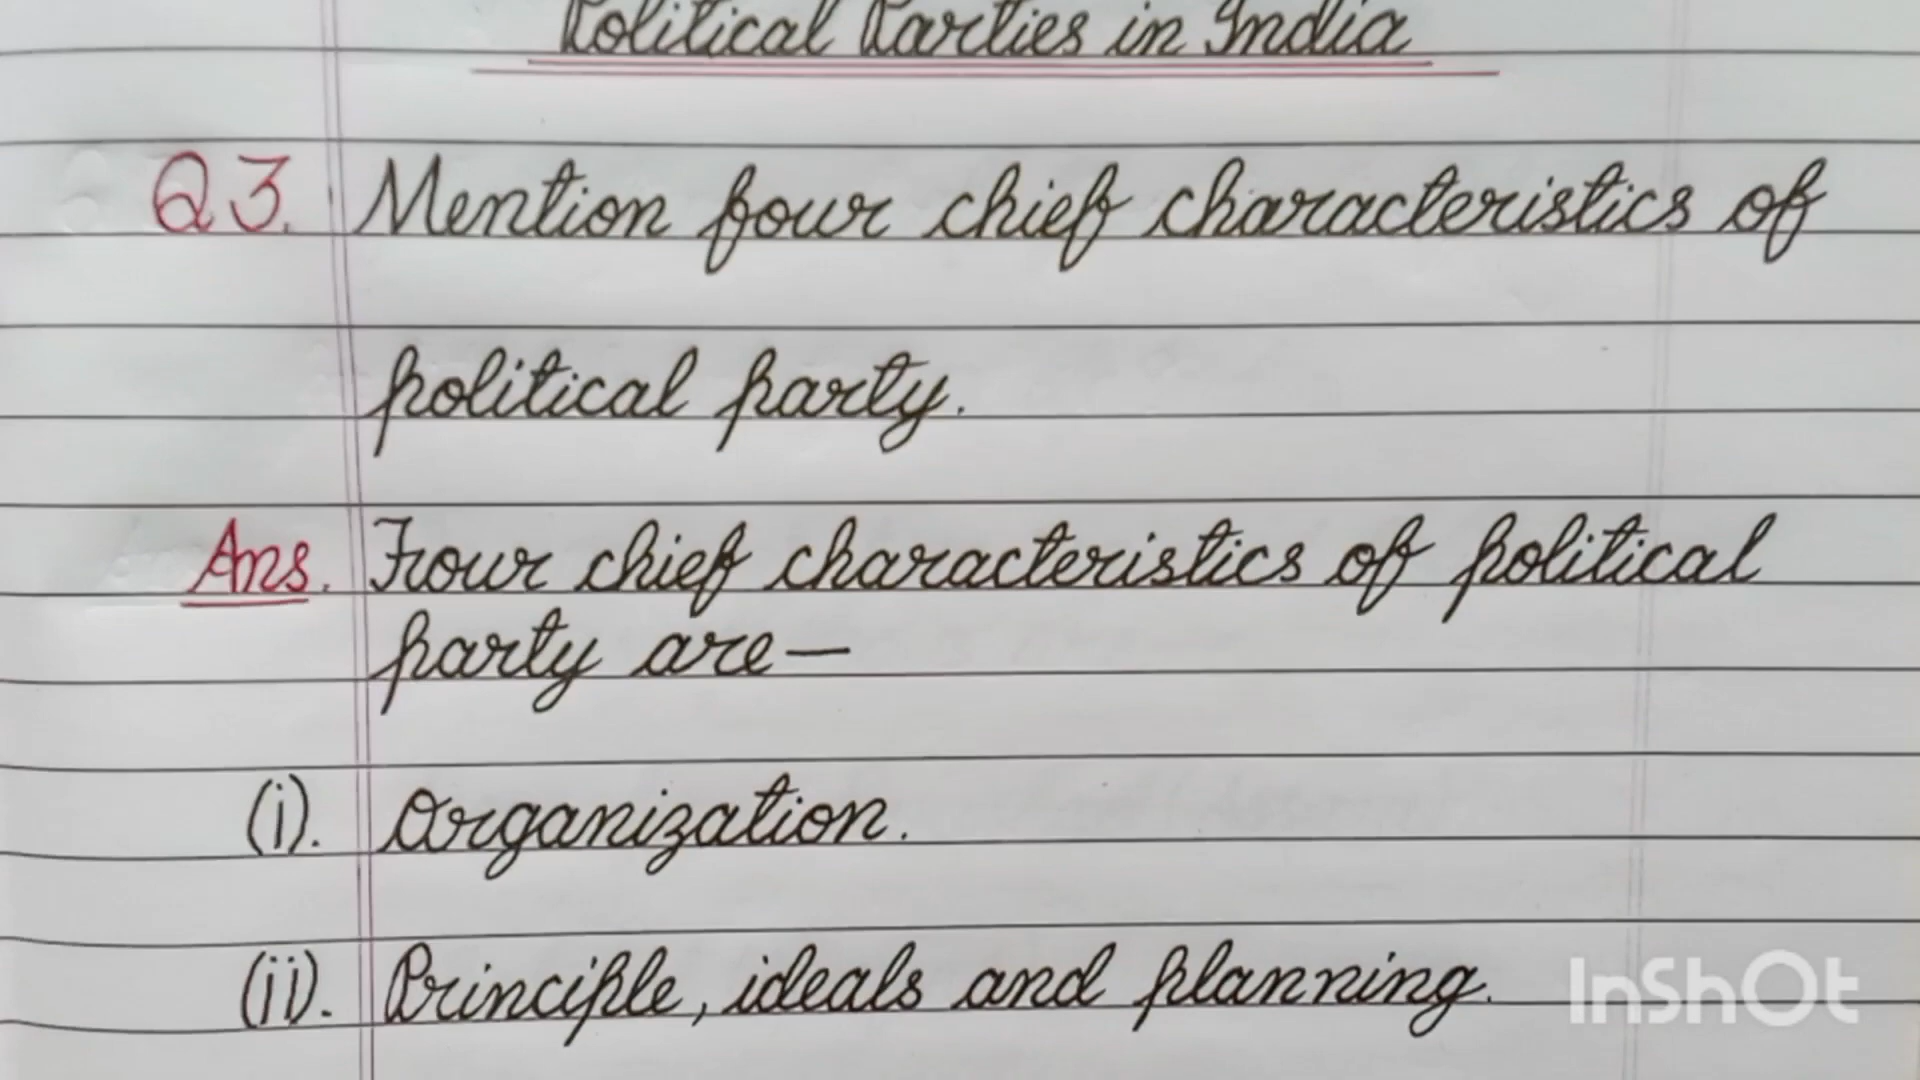 Political Parties in India
Q3. Mention four chief characteristics of
political party.
Ans. Four chief characteristics of political
party are—
(i). Organization.
(ii). Principle, ideals and planning.
InShOt